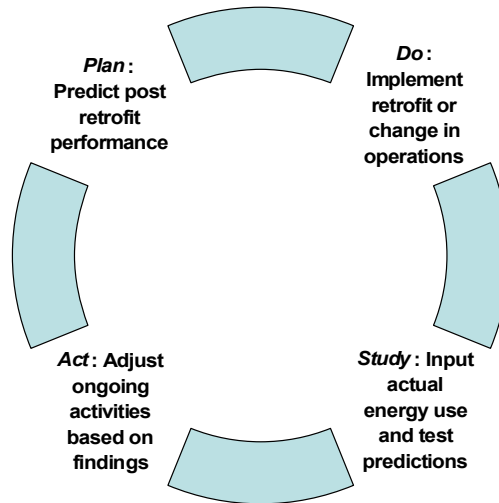 Plan:
Predict post
retrofit
performance
Do:
Implement
retrofit or
change in
operations
Act: Adjust
ongoing
activities
based on
findings
Study: Input
actual
energy use
and test
predictions